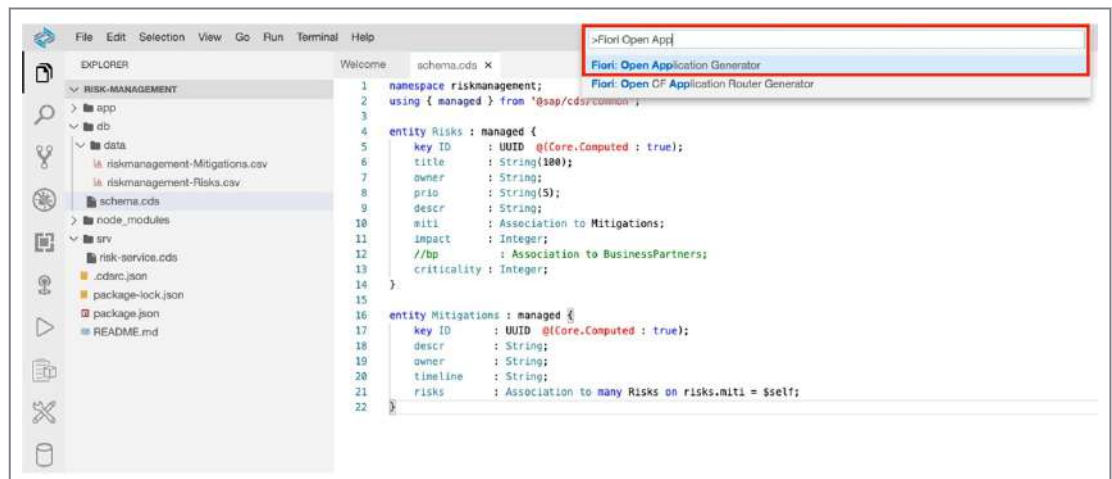 File Edit Selection View Go Run Terminal Help
>Fiori Open App
Fiori: Open Application Generator
Fiori: Open CF Application Router Generator
EXPLORER
RISK-MANAGEMENT
app
db
data
riskmanagement-Mitigations.csv
riskmanagement-Risks.csv
schema.cds
node_modules
srv
risk-service.cds
.cdsrc.json
package-lock.json
package.json
README.md
Welcome schema.cds ×
1 namespace riskmanagement;
2 using { managed } from '@sap/cds/common';
3
4 entity Risks : managed {
5 key ID : UUID @(Core.Computed : true);
6 title : String(100);
7 owner : String;
8 prio : String(5);
9 descr : String;
10 miti : Association to Mitigations;
11 impact : Integer;
12 //bp : Association to BusinessPartners;
13 criticality : Integer;
14 }
15
16 entity Mitigations : managed {
17 key ID : UUID @(Core.Computed : true);
18 descr : String;
19 owner : String;
20 timeline : String;
21 risks : Association to many Risks on risks.miti = $self;
22 }